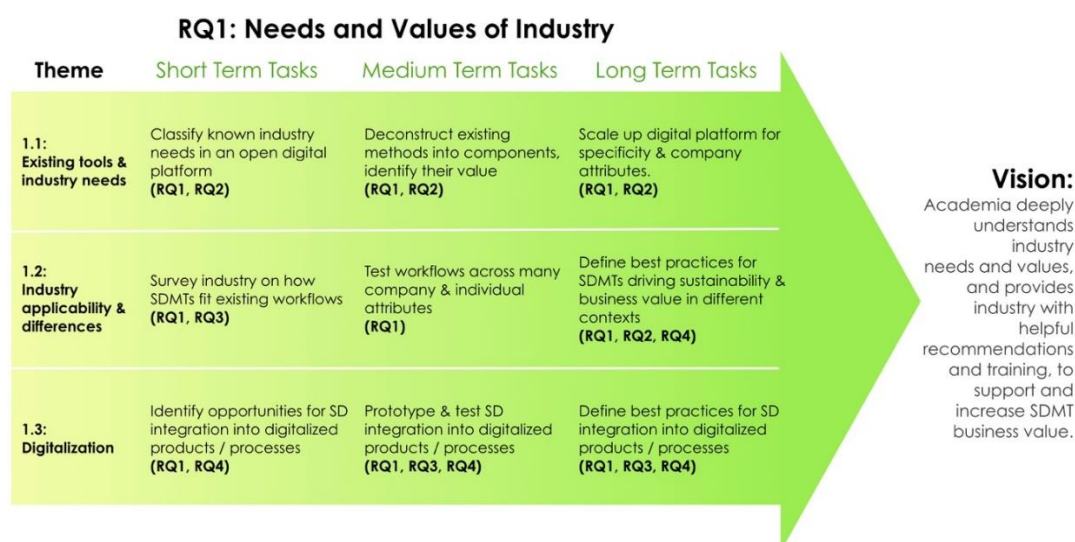 RQ1: Needs and Values of Industry
Theme
Short Term Tasks
Medium Term Tasks
Long Term Tasks
1.1:
Existing tools &
industry needs
Classify known industry
needs in an open digital
platform
(RQ1, RQ2)
Deconstruct existing
methods into components,
identify their value
(RQ1, RQ2)
Scale up digital platform for
specificity & company
attributes.
(RQ1, RQ2)
1.2:
Industry
applicability &
differences
Survey industry on how
SDMTs fit existing workflows
(RQ1, RQ3)
Test workflows across many
company & individual
attributes
(RQ1)
Define best practices for
SDMTs driving sustainability &
business value in different
contexts
(RQ1, RQ2, RQ4)
1.3:
Digitalization
Identify opportunities for SD
integration into digitalized
products / processes
(RQ1, RQ4)
Prototype & test SD
integration into digitalized
products / processes
(RQ1, RQ3, RQ4)
Define best practices for SD
integration into digitalized
products / processes
(RQ1, RQ3, RQ4)
Vision:
Academia deeply
understands
industry
needs and values,
and provides
industry with
helpful
recommendations
and training, to
support and
increase SDMT
business value.